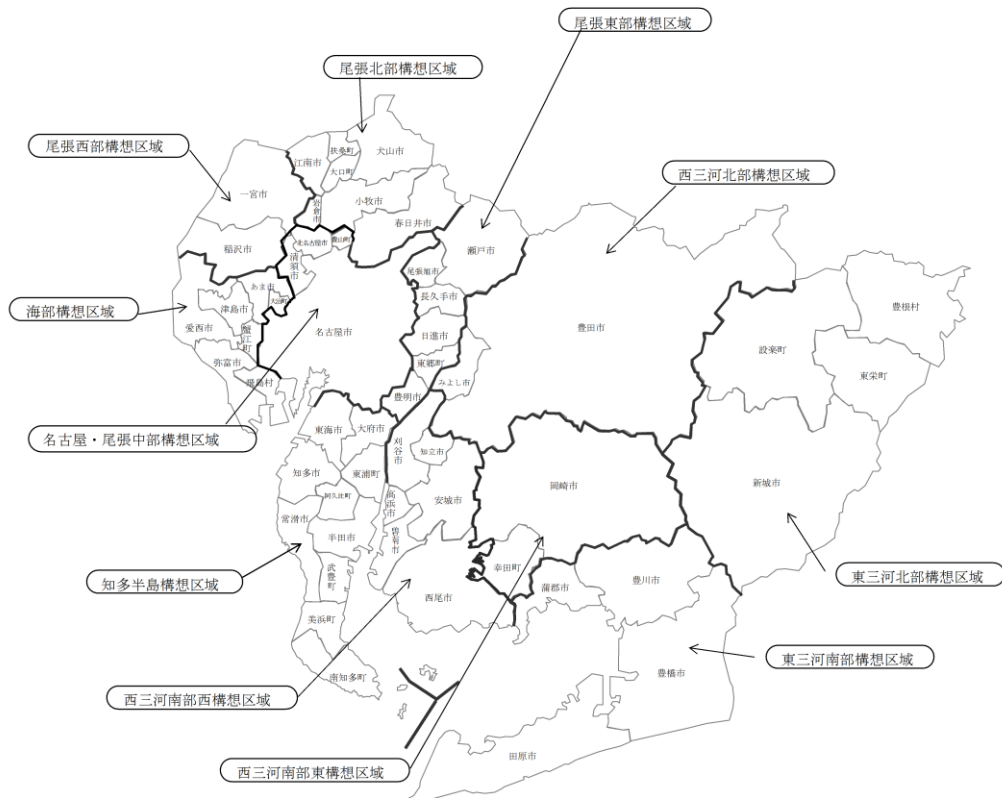 尾張東部構想区域
尾張北部構想区域
尾張西部構想区域
西三河北部構想区域
海部構想区域
名古屋・尾張中部構想区域
知多半島構想区域
東三河北部構想区域
東三河南部構想区域
西三河南部西構想区域
西三河南部東構想区域
江南市
扶桑町
犬山市
大口町
一宮市
岩倉市
小牧市
春日井市
稲沢市
北名古屋市
豊山町
清須市
瀬戸市
尾張旭市
あま市
大治町
長久手市
津島市
愛西市
蟹江町
名古屋市
日進市
豊田市
豊根村
設楽町
東栄町
弥富市
飛島村
東郷町
みよし市
豊明市
東海市
大府市
刈谷市
知立市
知多市
東浦町
岡崎市
新城市
阿久比町
高浜市
安城市
常滑市
半田市
碧南市
幸田町
武豊町
西尾市
蒲郡市
豊川市
美浜町
南知多町
豊橋市
田原市